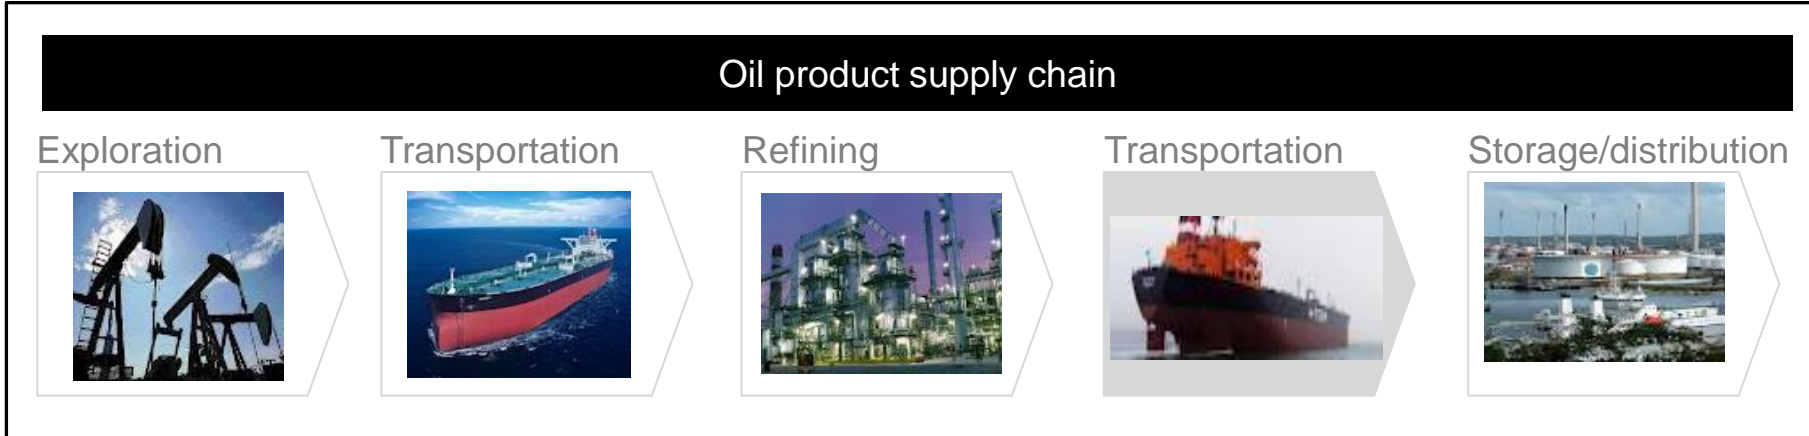 Oil product supply chain
Exploration
Transportation
Refining
Transportation
Storage/distribution